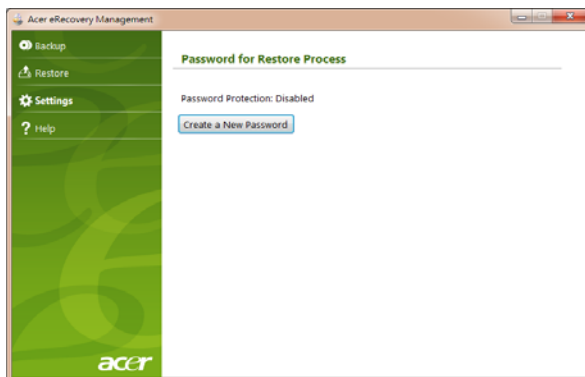 Acer eRecovery Management
Backup
Restore
Settings
Help
Password for Restore Process
Password Protection: Disabled
Create a New Password
acer